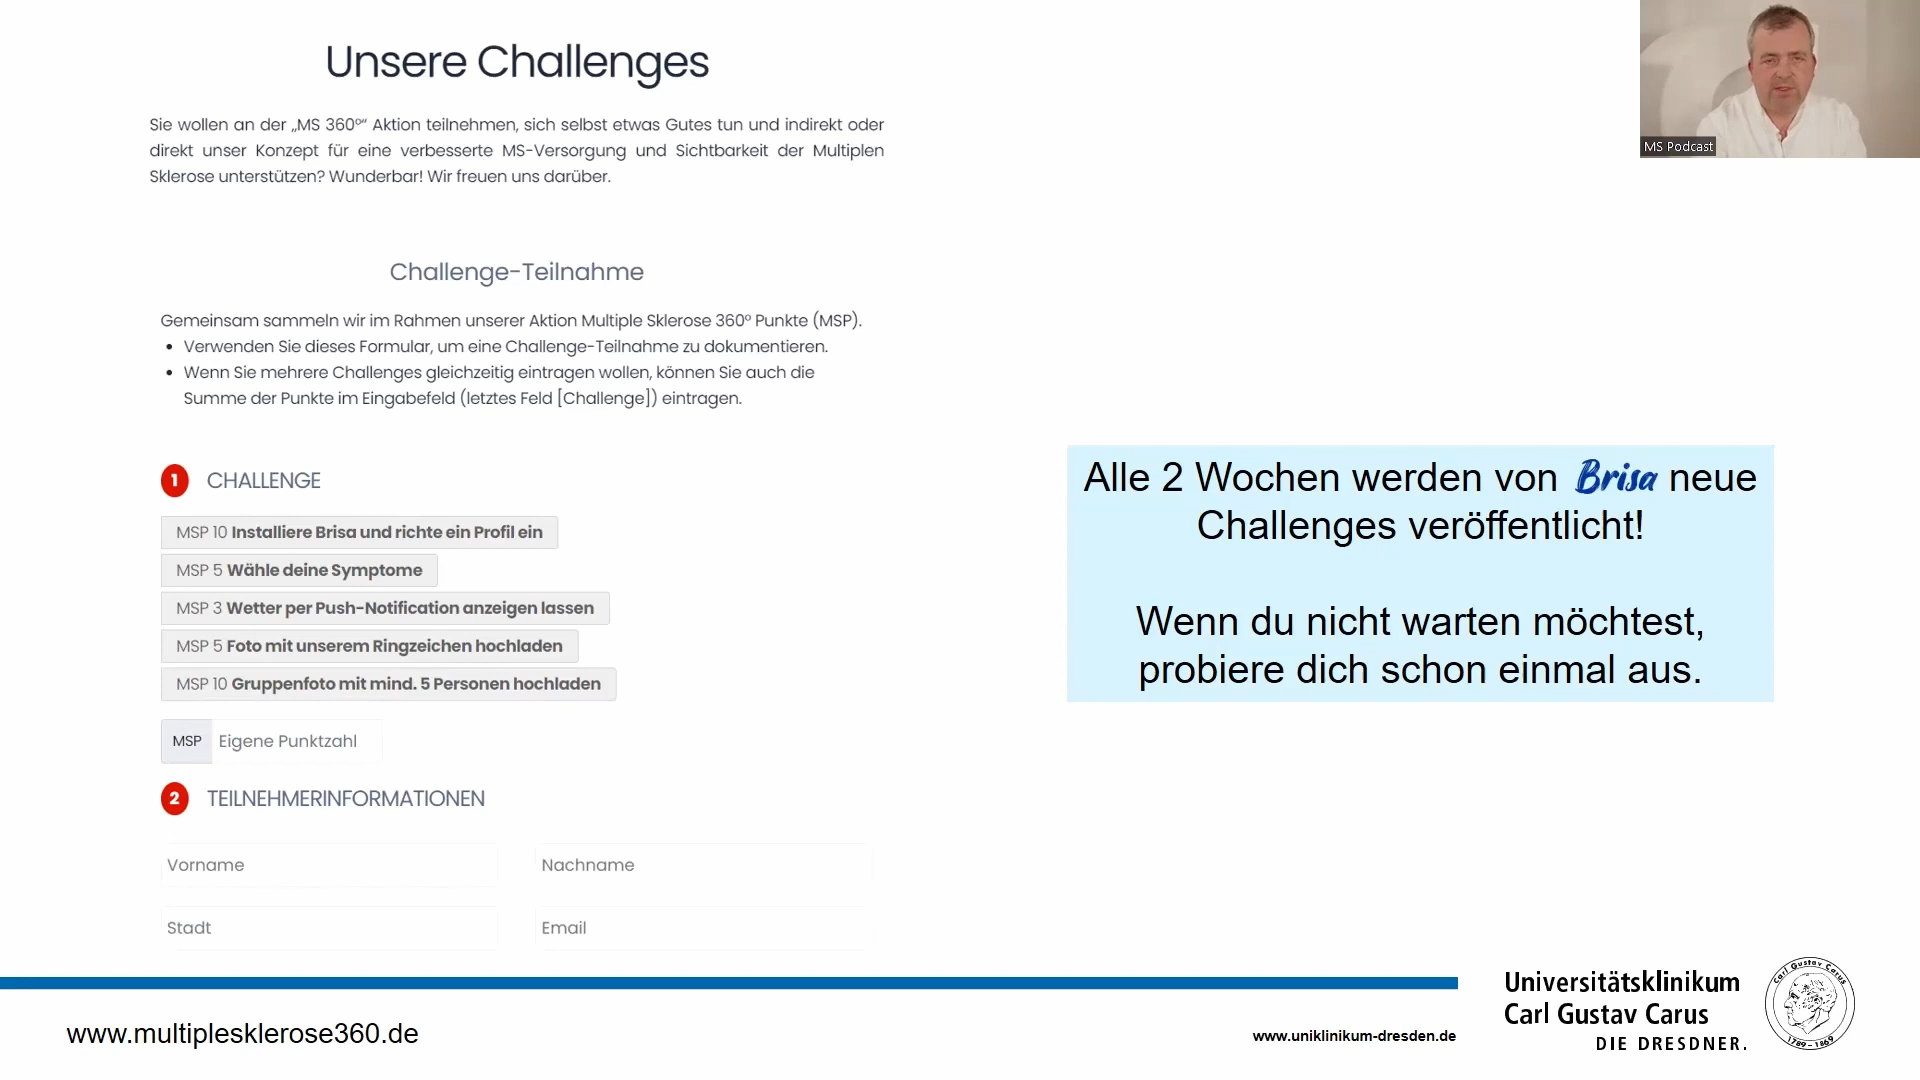 Unsere Challenges
Sie wollen an der „MS 360º“ Aktion teilnehmen, sich selbst etwas Gutes tun und indirekt oder
direkt unser Konzept für eine verbesserte MS-Versorgung und Sichtbarkeit der Multiplen
Sklerose unterstützen? Wunderbar! Wir freuen uns darüber.
Challenge-Teilnahme
Gemeinsam sammeln wir im Rahmen unserer Aktion Multiple Sklerose 360º Punkte (MSP).
• Verwenden Sie dieses Formular, um eine Challenge-Teilnahme zu dokumentieren.
• Wenn Sie mehrere Challenges gleichzeitig eintragen wollen, können Sie auch die
Summe der Punkte im Eingabefeld (letztes Feld [Challenge]) eintragen.
1 CHALLENGE
MSP 10 Installiere Brisa und richte ein Profil ein
MSP 5 Wähle deine Symptome
MSP 3 Wetter per Push-Notification anzeigen lassen
MSP 5 Foto mit unserem Ringzeichen hochladen
MSP 10 Gruppenfoto mit mind. 5 Personen hochladen
MSP Eigene Punktzahl
2 TEILNEHMERINFORMATIONEN
Vorname Nachname
Stadt Email
MS Podcast
Alle 2 Wochen werden von Brisa neue
Challenges veröffentlicht!
Wenn du nicht warten möchtest,
probiere dich schon einmal aus.
www.multiplesklerose360.de
www.uniklinikum-dresden.de
Universitätsklinikum
Carl Gustav Carus
DIE DRESDNER.
Carl Gustav Carus
1789-1869